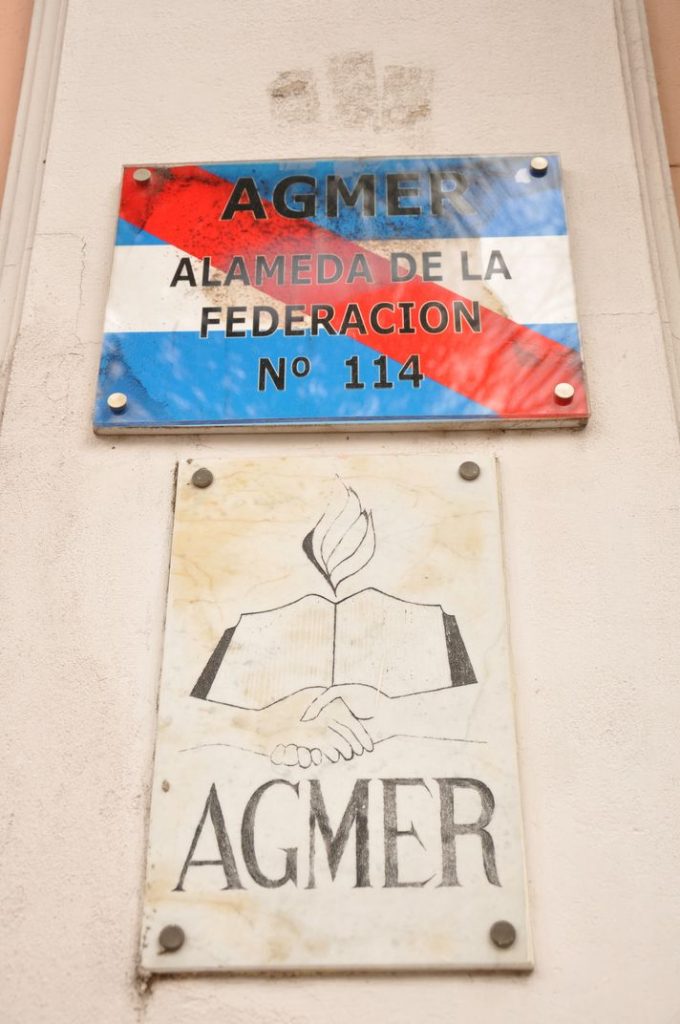 AGMER
ALAMEDA DE LA
FEDERACION
Nº 114
AGMER